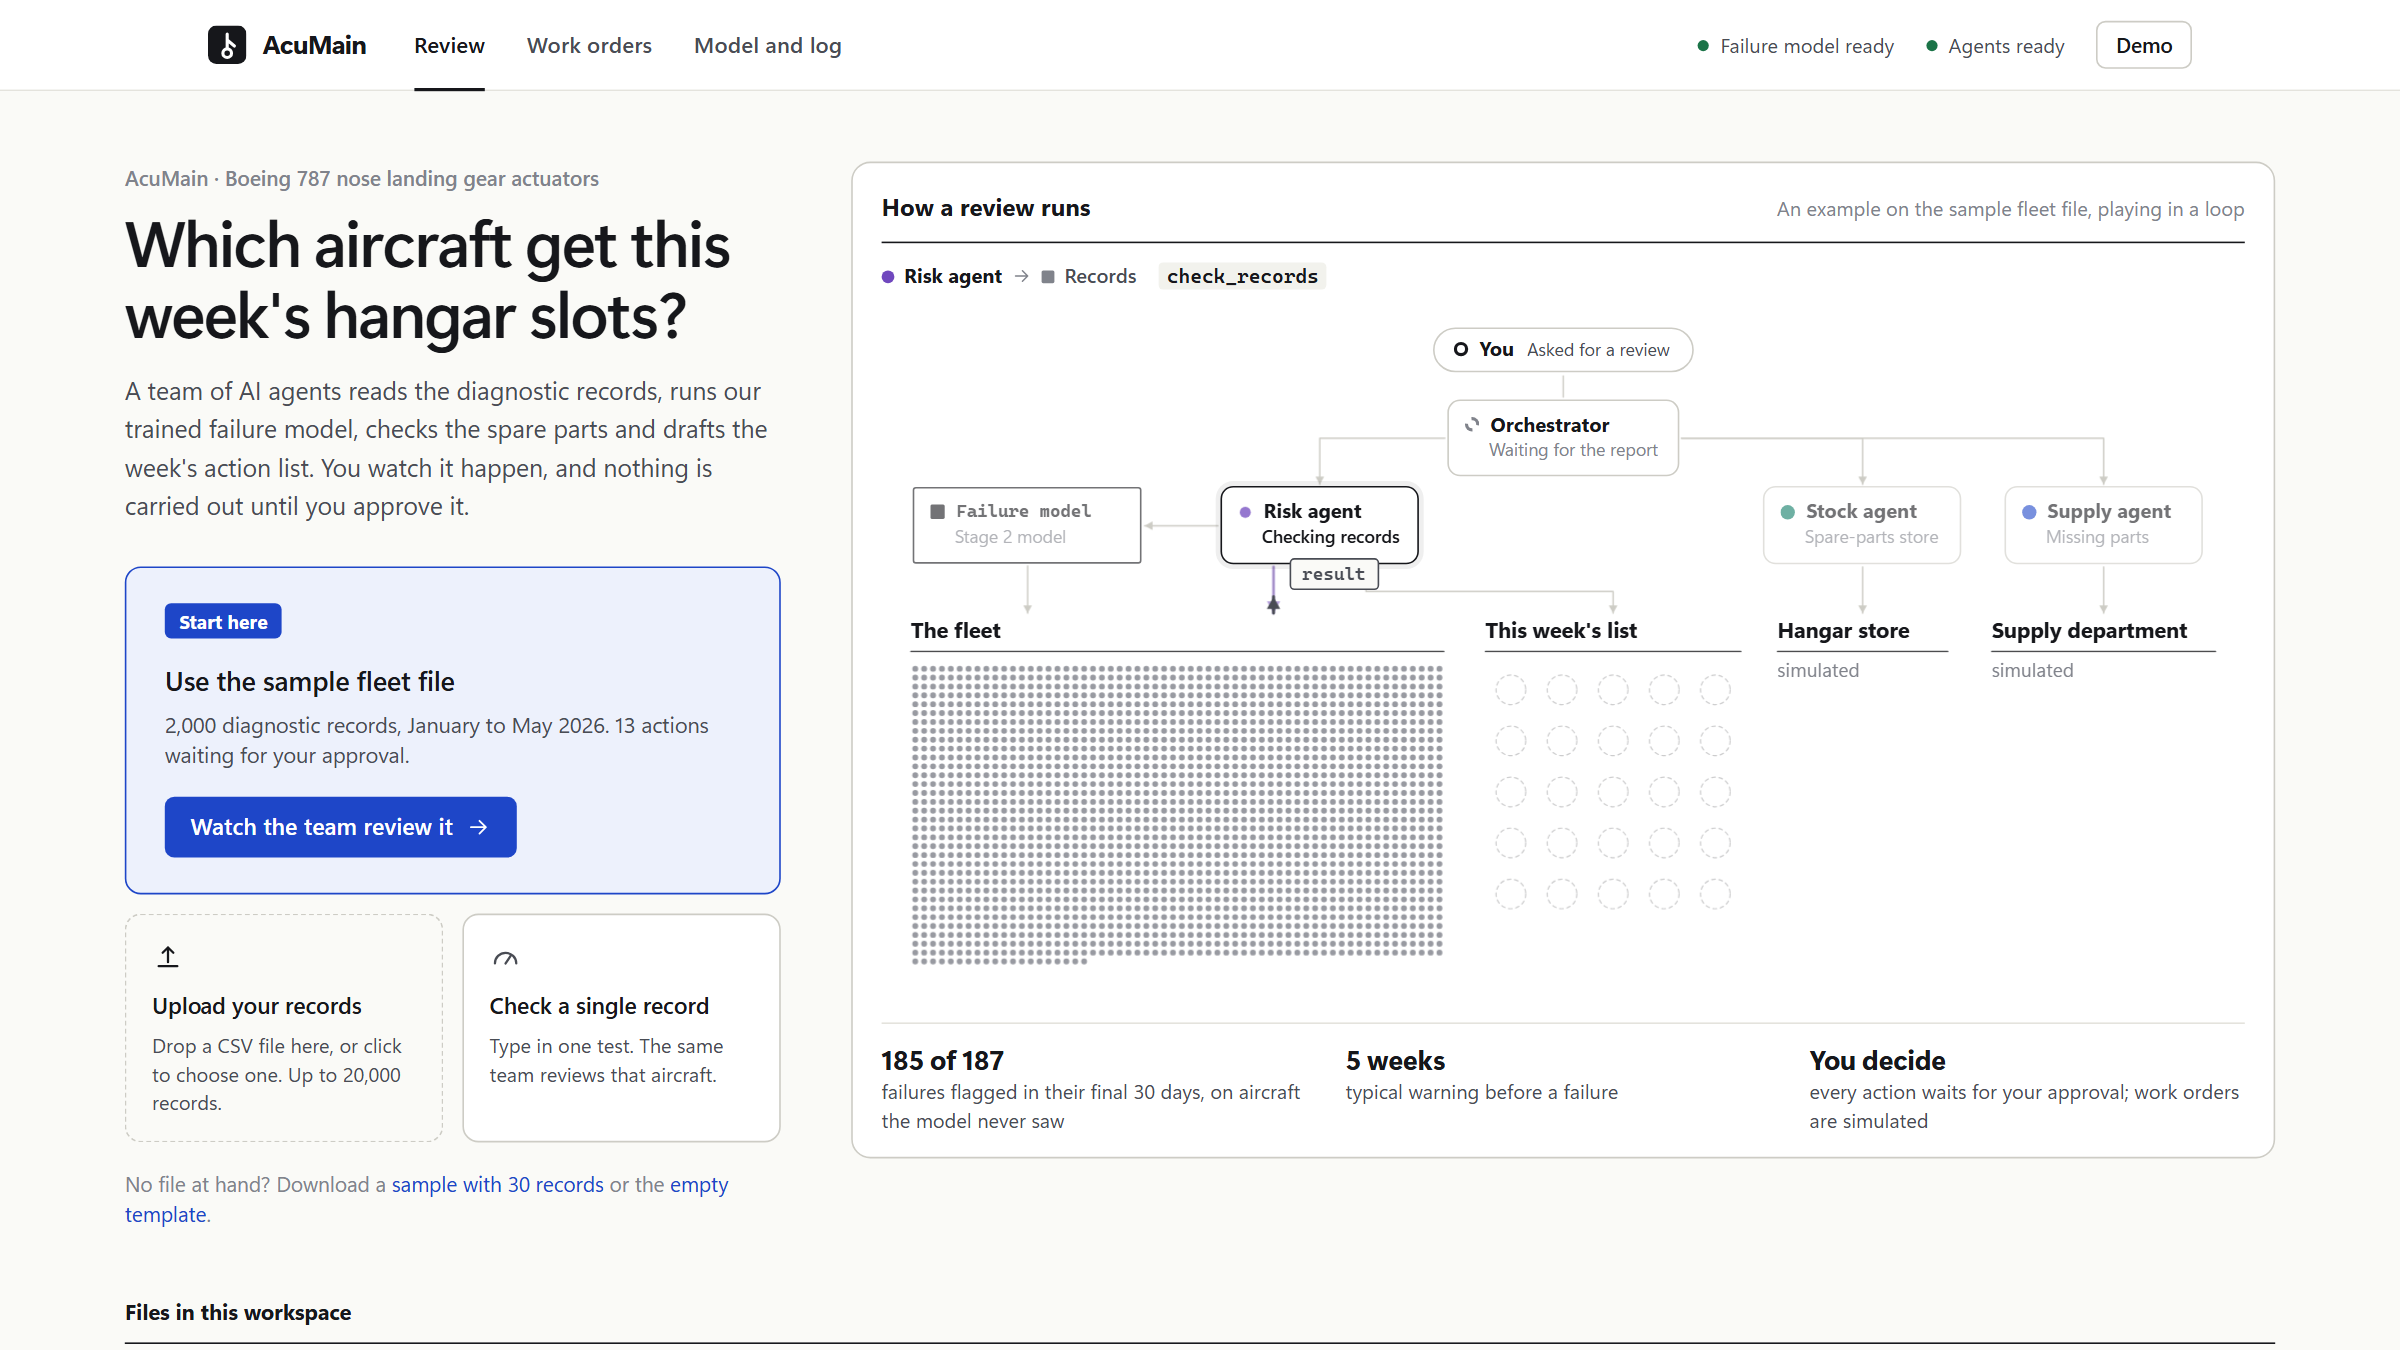 AcuMain Review Work orders Model and log Failure model ready Agents ready Demo
AcuMain · Boeing 787 nose landing gear actuators
Which aircraft get this
week's hangar slots?
A team of AI agents reads the diagnostic records, runs our
trained failure model, checks the spare parts and drafts the
week's action list. You watch it happen, and nothing is
carried out until you approve it.
Start here
Use the sample fleet file
2,000 diagnostic records, January to May 2026. 13 actions
waiting for your approval.
Watch the team review it →
Upload your records
Drop a CSV file here, or click
to choose one. Up to 20,000
records.
Check a single record
Type in one test. The same
team reviews that aircraft.
No file at hand? Download a sample with 30 records or the empty
template.
How a review runs
An example on the sample fleet file, playing in a loop
Risk agent → Records check_records
You Asked for a review
Orchestrator
Waiting for the report
Failure model
Stage 2 model
Risk agent
Checking records
result
Stock agent
Spare-parts store
Supply agent
Missing parts
The fleet
This week's list
Hangar store
simulated
Supply department
simulated
185 of 187
failures flagged in their final 30 days, on aircraft
the model never saw
5 weeks
typical warning before a failure
You decide
every action waits for your approval; work orders
are simulated
Files in this workspace